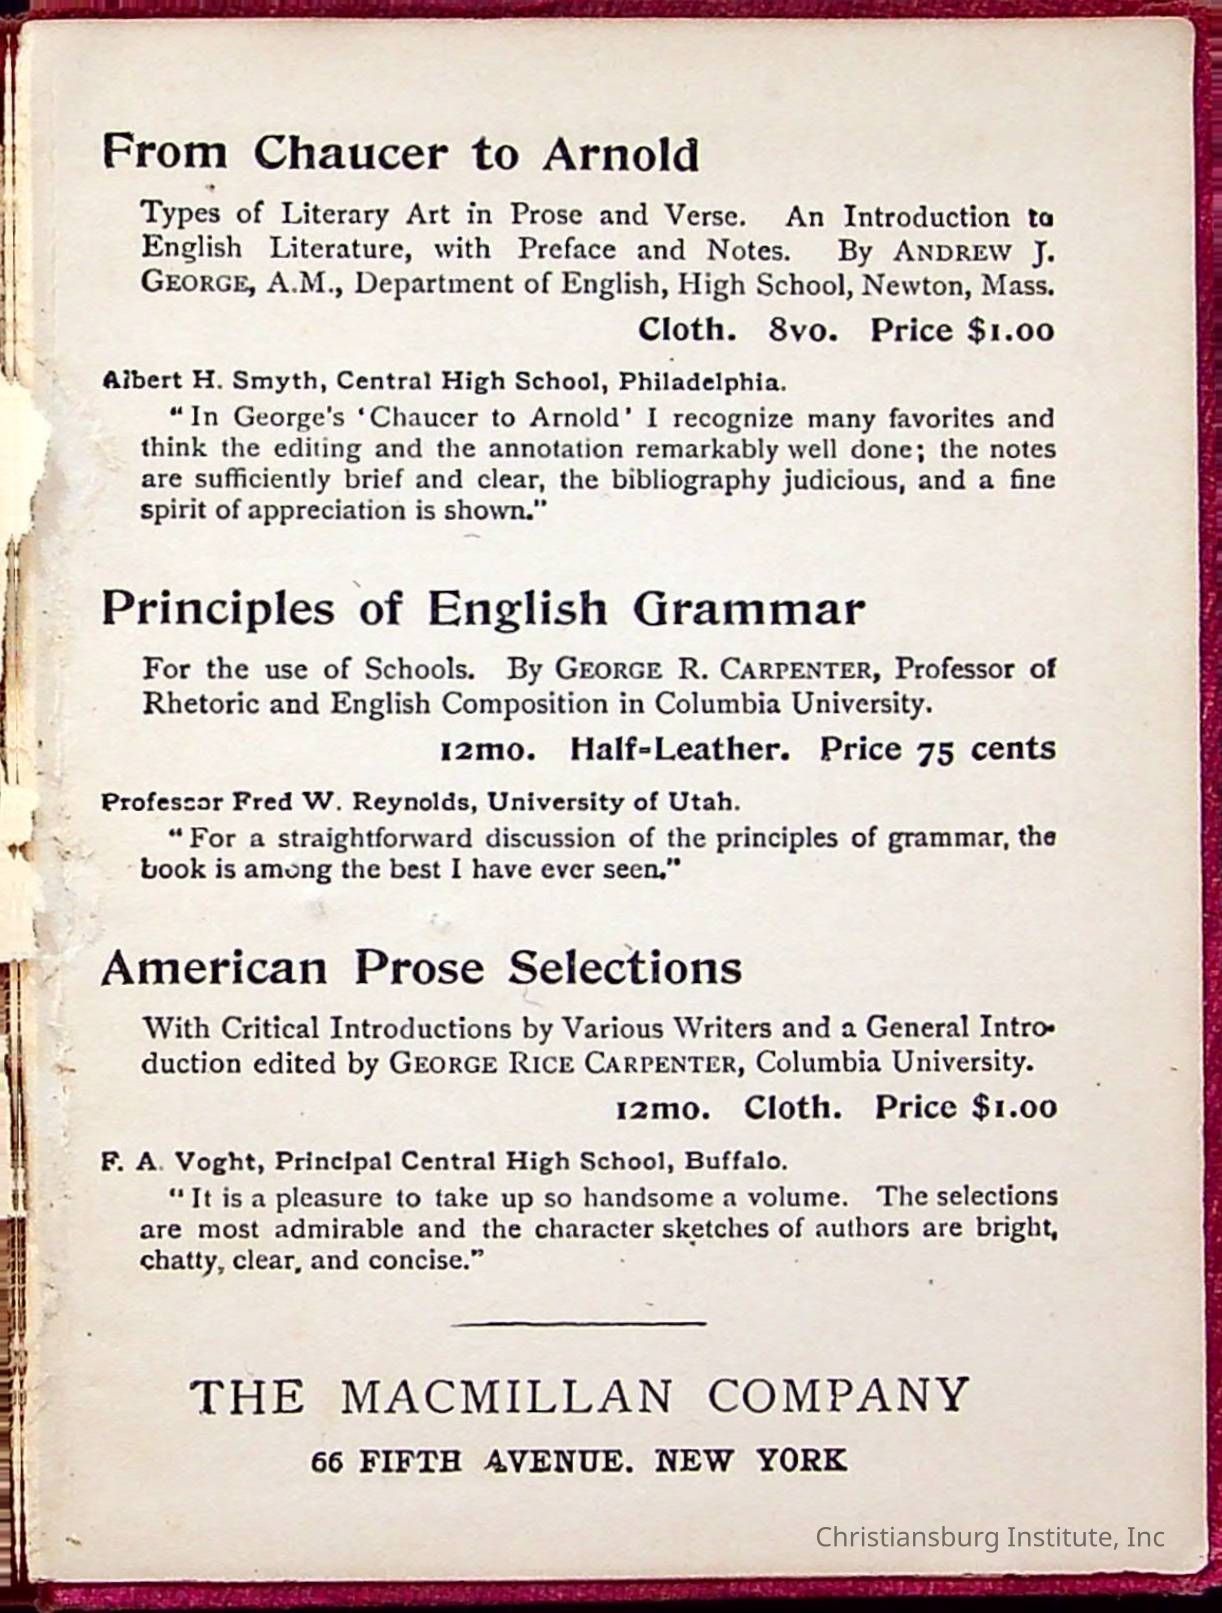 From Chaucer to Arnold
Types of Literary Art in Prose and Verse. An Introduction to
English Literature, with Preface and Notes. By ANDREW J.
GEORGE, A.M., Department of English, High School, Newton, Mass.
Cloth. 8vo. Price $1.00
Albert H. Smyth, Central High School, Philadelphia.
"In George's 'Chaucer to Arnold' I recognize many favorites and
think the editing and the annotation remarkably well done; the notes
are sufficiently brief and clear, the bibliography judicious, and a fine
spirit of appreciation is shown."
Principles of English Grammar
For the use of Schools. By GEORGE R. CARPENTER, Professor of
Rhetoric and English Composition in Columbia University.
12mo. Half-Leather. Price 75 cents
Professor Fred W. Reynolds, University of Utah.
"For a straightforward discussion of the principles of grammar, the
book is among the best I have ever seen."
American Prose Selections
With Critical Introductions by Various Writers and a General Intro-
duction edited by GEORGE RICE CARPENTER, Columbia University.
12mo. Cloth. Price $1.00
F. A. Voght, Principal Central High School, Buffalo.
"It is a pleasure to take up so handsome a volume. The selections
are most admirable and the character sketches of authors are bright,
chatty, clear, and concise."
THE MACMILLAN COMPANY
66 FIFTH AVENUE. NEW YORK
Christiansburg Institute, Inc